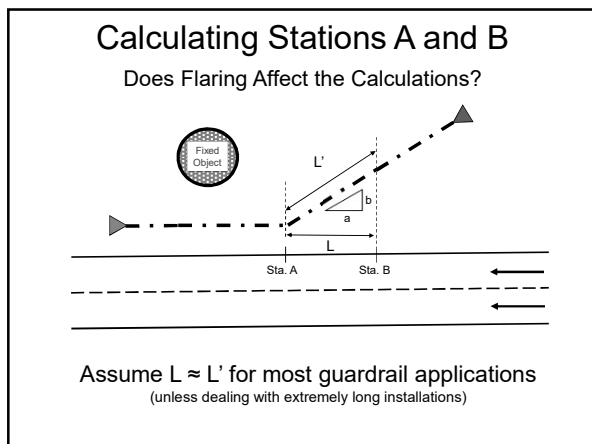 Calculating Stations A and B
Does Flaring Affect the Calculations?
Fixed
Object
L'
b
a
L
Sta. A
Sta. B
Assume L ≈ L' for most guardrail applications
(unless dealing with extremely long installations)